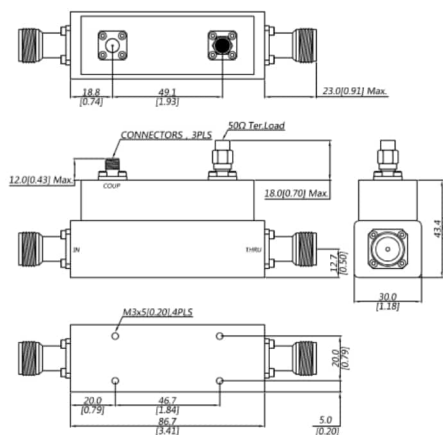 18.8
[0.74]
49.1
[1.93]
23.0[0.91] Max.
50Ω Ter.Load
CONNECTORS , 3PLS
12.0[0.43] Max.
COUP
18.0[0.70] Max.
IN
THRU
12.7
[0.50]
43.4
30.0
[1.18]
M3x5[0.20],4PLS
20.0
[0.79]
20.0
[0.79]
46.7
[1.84]
86.7
[3.41]
5.0
[0.20]